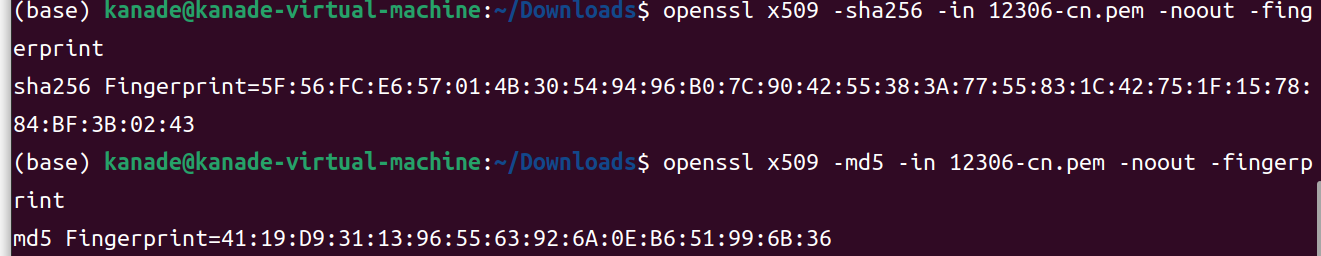 (base) kanade@kanade-virtual-machine:~/Downloads$ openssl x509 -sha256 -in 12306-cn.pem -noout -fing
erprint
sha256 Fingerprint=5F:56:FC:E6:57:01:4B:30:54:94:96:B0:7C:90:42:55:38:3A:77:55:83:1C:42:75:1F:15:78:
84:BF:3B:02:43
(base) kanade@kanade-virtual-machine:~/Downloads$ openssl x509 -md5 -in 12306-cn.pem -noout -fingerp
rint
md5 Fingerprint=41:19:D9:31:13:96:55:63:92:6A:0E:B6:51:99:6B:36